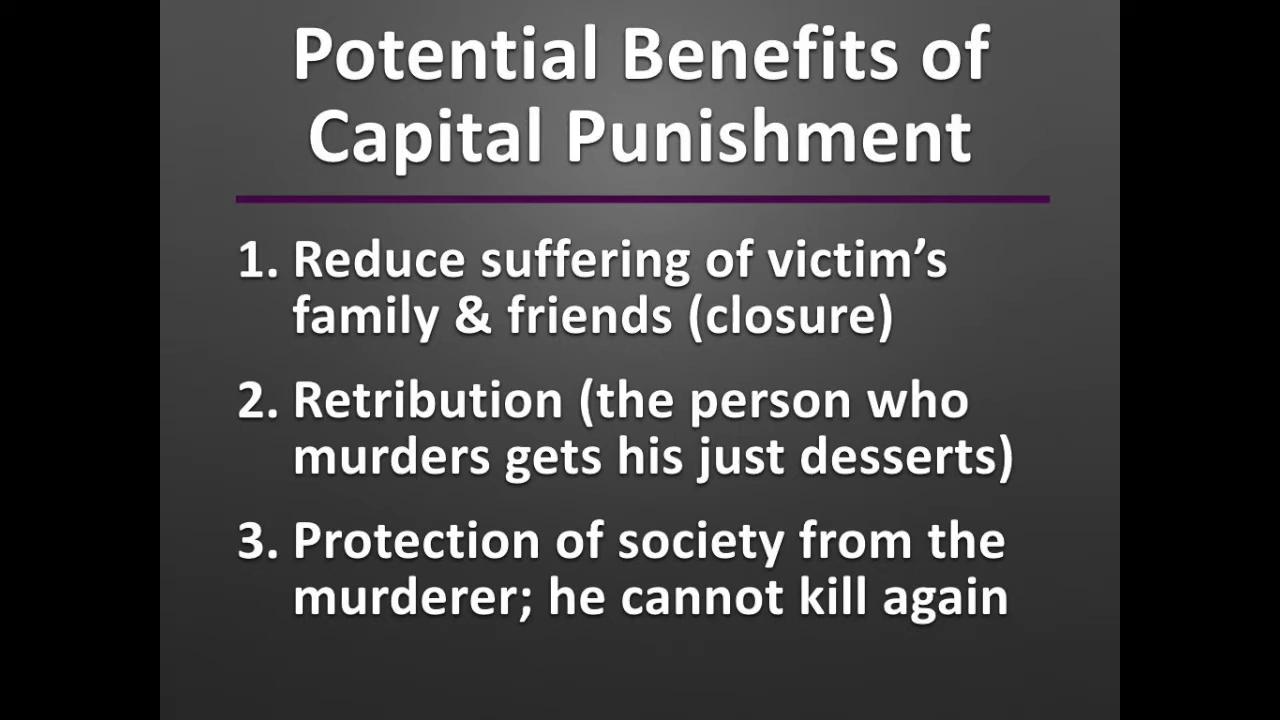 Potential Benefits of
Capital Punishment
1. Reduce suffering of victim’s
family & friends (closure)
2. Retribution (the person who
murders gets his just desserts)
3. Protection of society from the
murderer; he cannot kill again